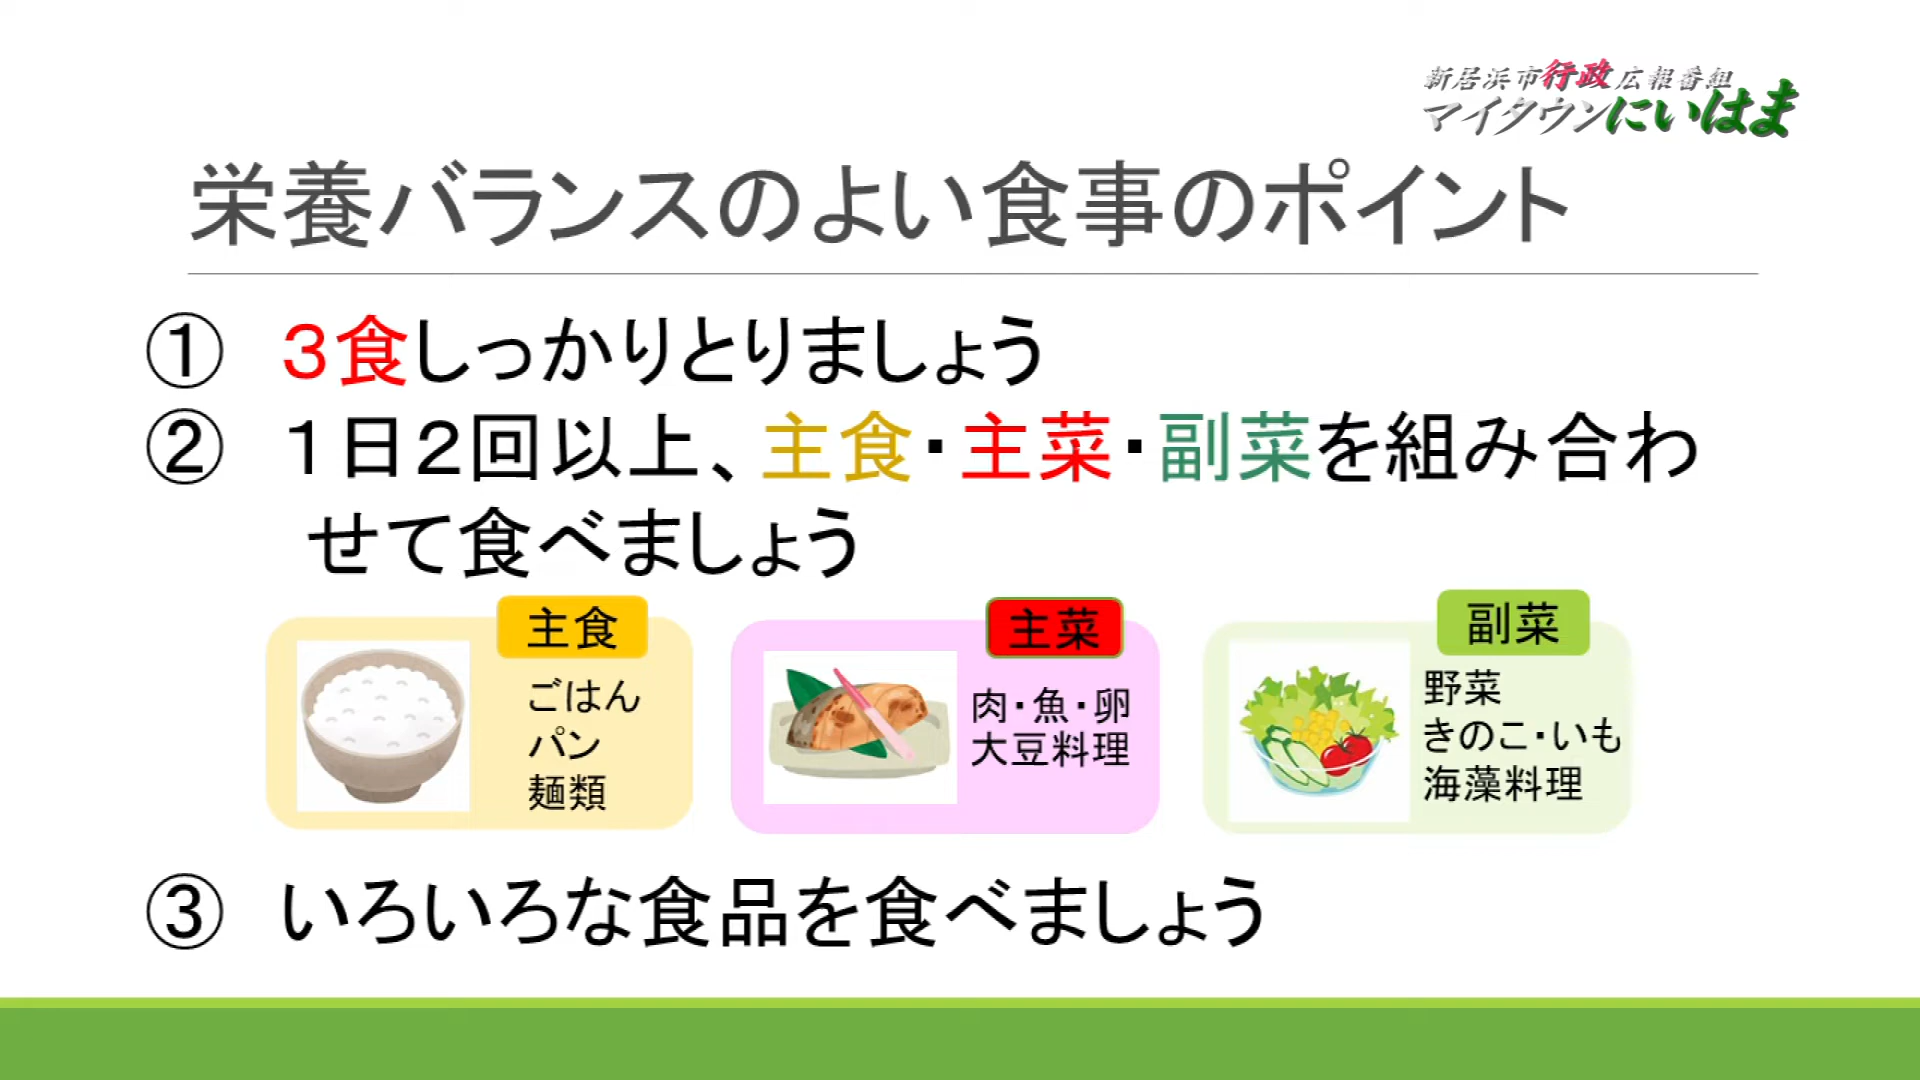 新居浜市行政広報番組
マイタウンにいはま
栄養バランスのよい食事のポイント
① ３食しっかりとりましょう
② １日２回以上、主食・主菜・副菜を組み合わ
せて食べましょう
主食
ごはん
パン
麺類
主菜
肉・魚・卵
大豆料理
副菜
野菜
きのこ・いも
海藻料理
③ いろいろな食品を食べましょう